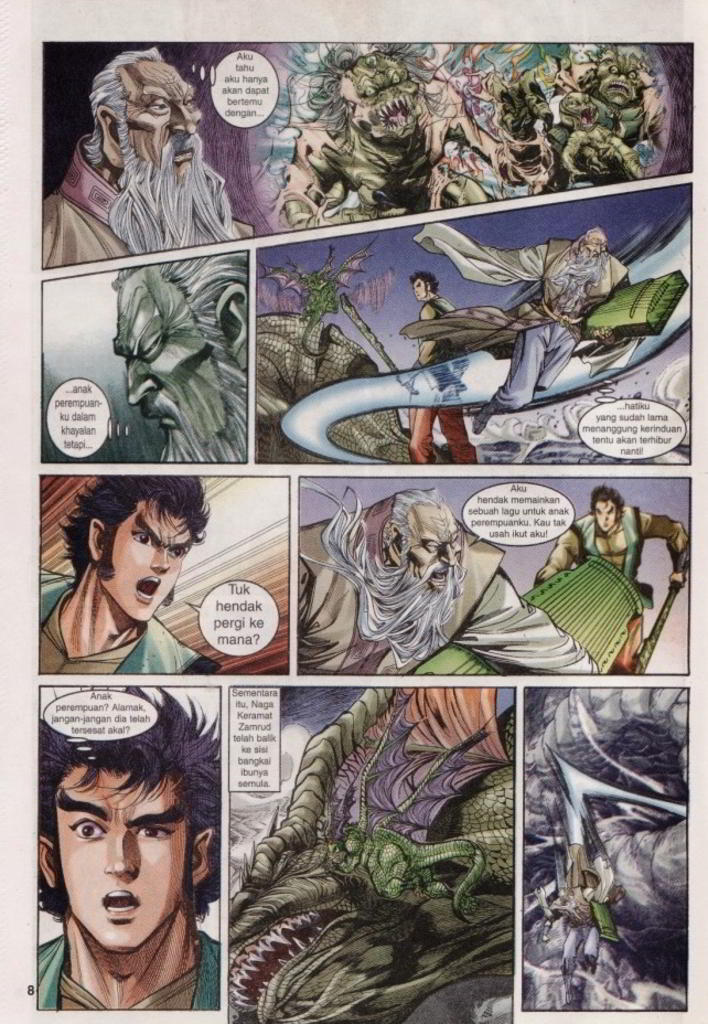 Aku
tahu
aku hanya
akan dapat
bertemu
dengan...
...anak
perempuan-
ku dalam
khayalan
tetapi...
...hatiku
yang sudah lama
menanggung kerinduan
tentu akan terhibur
nanti!
Tuk
hendak
pergi ke
mana?
Aku
hendak memainkan
sebuah lagu untuk anak
perempuanku. Kau tak
usah ikut aku!
Anak
perempuan? Alamak,
jangan-jangan dia telah
tersesat akal?
Sementara
itu, Naga
Keramat
Zamrud
telah balik
ke sisi
bangkai
ibunya
semula.
8